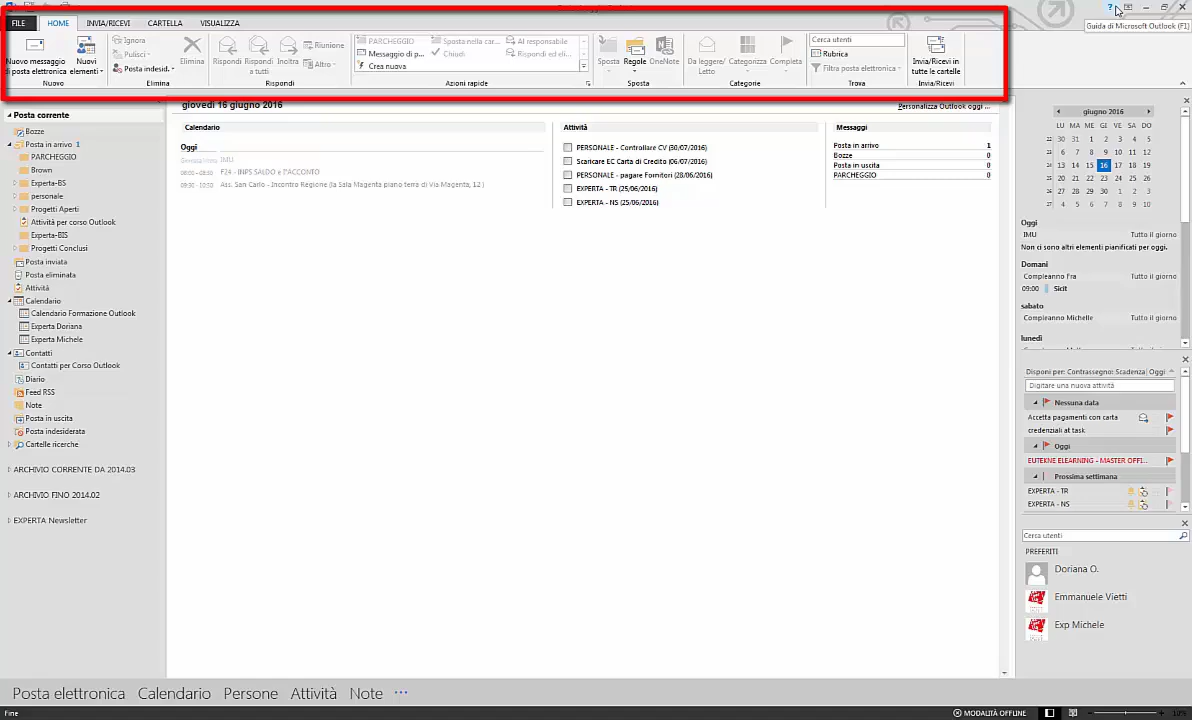 Guida di Microsoft Outlook (F1)
FILE HOME INVIA/RICEVI CARTELLA VISUALIZZA
Nuovo messaggio di posta elettronica
Nuovi elementi
Nuovo
Ignora
Pulisci
Posta indesid.
Elimina
Elimina
Rispondi
Rispondi a tutti
Inoltra
Riunione
Altro
Rispondi
PARCHEGGIO
Messaggio di p...
Crea nuova
Sposta nella car...
Chiudi
Al responsabile
Rispondi ed eli...
Azioni rapide
Sposta
Regole
OneNote
Sposta
Da leggere/Letto
Categorizza
Completa
Categorie
Cerca utenti
Rubrica
Filtra posta elettronica
Trova
Invia/Ricevi in tutte le cartelle
Invia/Ricevi
Posta corrente
Bozze
Posta in arrivo 1
PARCHEGGIO
Brown
Experta-BS
personale
Progetti Aperti
Attività per corso Outlook
Experta-BIS
Progetti Conclusi
Posta inviata
Posta eliminata
Attività
Calendario
Calendario Formazione Outlook
Experta Doriana
Experta Michele
Contatti
Contatti per Corso Outlook
Diario
Feed RSS
Note
Posta in uscita
Posta indesiderata
Cartelle ricerche
ARCHIVIO CORRENTE DA 2014.03
ARCHIVIO FINO 2014.02
EXPERTA Newsletter
giovedì 16 giugno 2016
Personalizza Outlook oggi ...
Calendario
Oggi
IMU
F24 - INPS SALDO e I°ACCONTO
09:30 - 10:30 Ass. San Carlo - Incontro Regione (la Sala Magenta piano terra di Via Magenta, 12 )
Attività
PERSONALE - Controllare CV (30/07/2016)
Scaricare EC Carta di Credito (06/07/2016)
PERSONALE - pagare Fornitori (28/06/2016)
EXPERTA - TR (25/06/2016)
EXPERTA - NS (25/06/2016)
Messaggi
Posta in arrivo 1
Bozze 0
Posta in uscita 0
PARCHEGGIO 0
giugno 2016
LU MA ME GI VE SA DO
22 30 31 1 2 3 4 5
23 6 7 8 9 10 11 12
24 13 14 15 16 17 18 19
25 20 21 22 23 24 25 26
26 27 28 29 30 1 2 3
27 4 5 6 7 8 9 10
Oggi
IMU Tutto il giorno
Non ci sono altri elementi pianificati per oggi.
Domani
Compleanno Fra Tutto il giorno
09:00 Sicit
sabato
Compleanno Michelle Tutto il giorno
lunedì
Disponi per: Contrassegno: Scadenza Oggi
Digitare una nuova attività
Nessuna data
Accetta pagamenti con carta
credenziali at task
Oggi
EUTEKNE ELEARNING - MASTER OFFI...
Prossima settimana
EXPERTA - TR
EXPERTA - NS
Cerca utenti
PREFERITI
Doriana O.
Emmanuele Vietti
Exp Michele
Posta elettronica Calendario Persone Attività Note ...
Fine
MODALITÀ OFFLINE